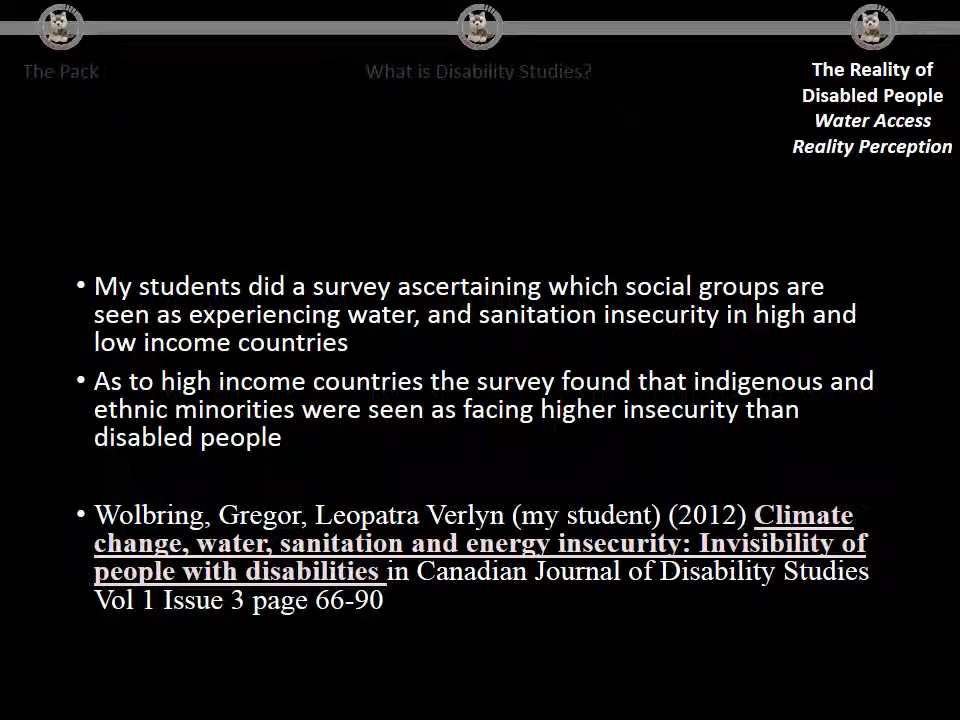 The Pack
What is Disability Studies?
The Reality of
Disabled People
Water Access
Reality Perception
• My students did a survey ascertaining which social groups are
seen as experiencing water, and sanitation insecurity in high and
low income countries
• As to high income countries the survey found that indigenous and
ethnic minorities were seen as facing higher insecurity than
disabled people
• Wolbring, Gregor, Leopatra Verlyn (my student) (2012) Climate
change, water, sanitation and energy insecurity: Invisibility of
people with disabilities in Canadian Journal of Disability Studies
Vol 1 Issue 3 page 66-90